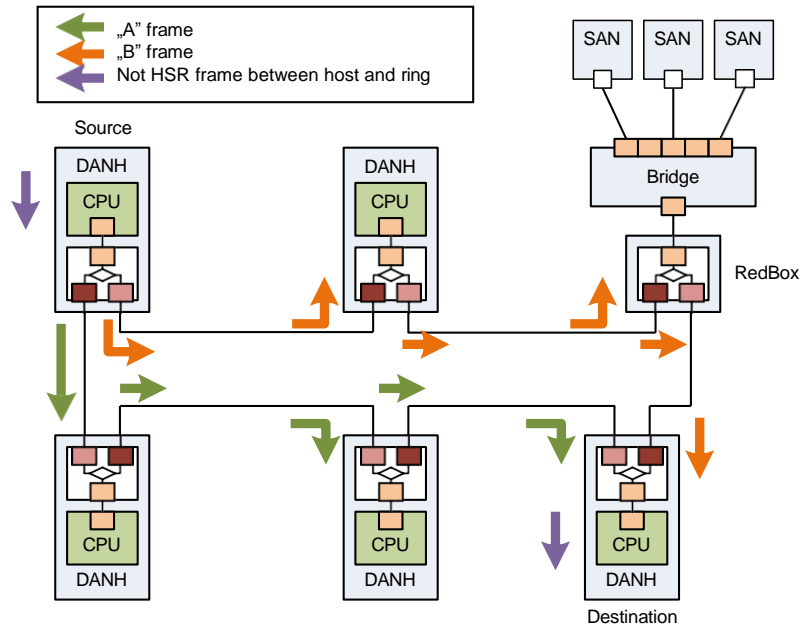 „A” frame
„B” frame
Not HSR frame between host and ring
SAN
SAN
SAN
Source
DANH
CPU
DANH
CPU
Bridge
RedBox
CPU
DANH
CPU
DANH
CPU
DANH
Destination